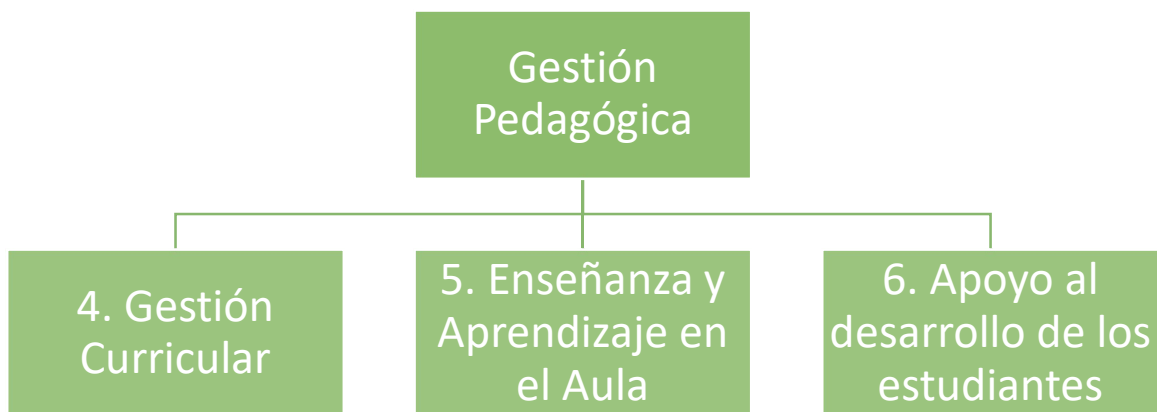 Gestión
Pedagógica
4. Gestión
Curricular
5. Enseñanza y
Aprendizaje en
el Aula
6. Apoyo al
desarrollo de los
estudiantes